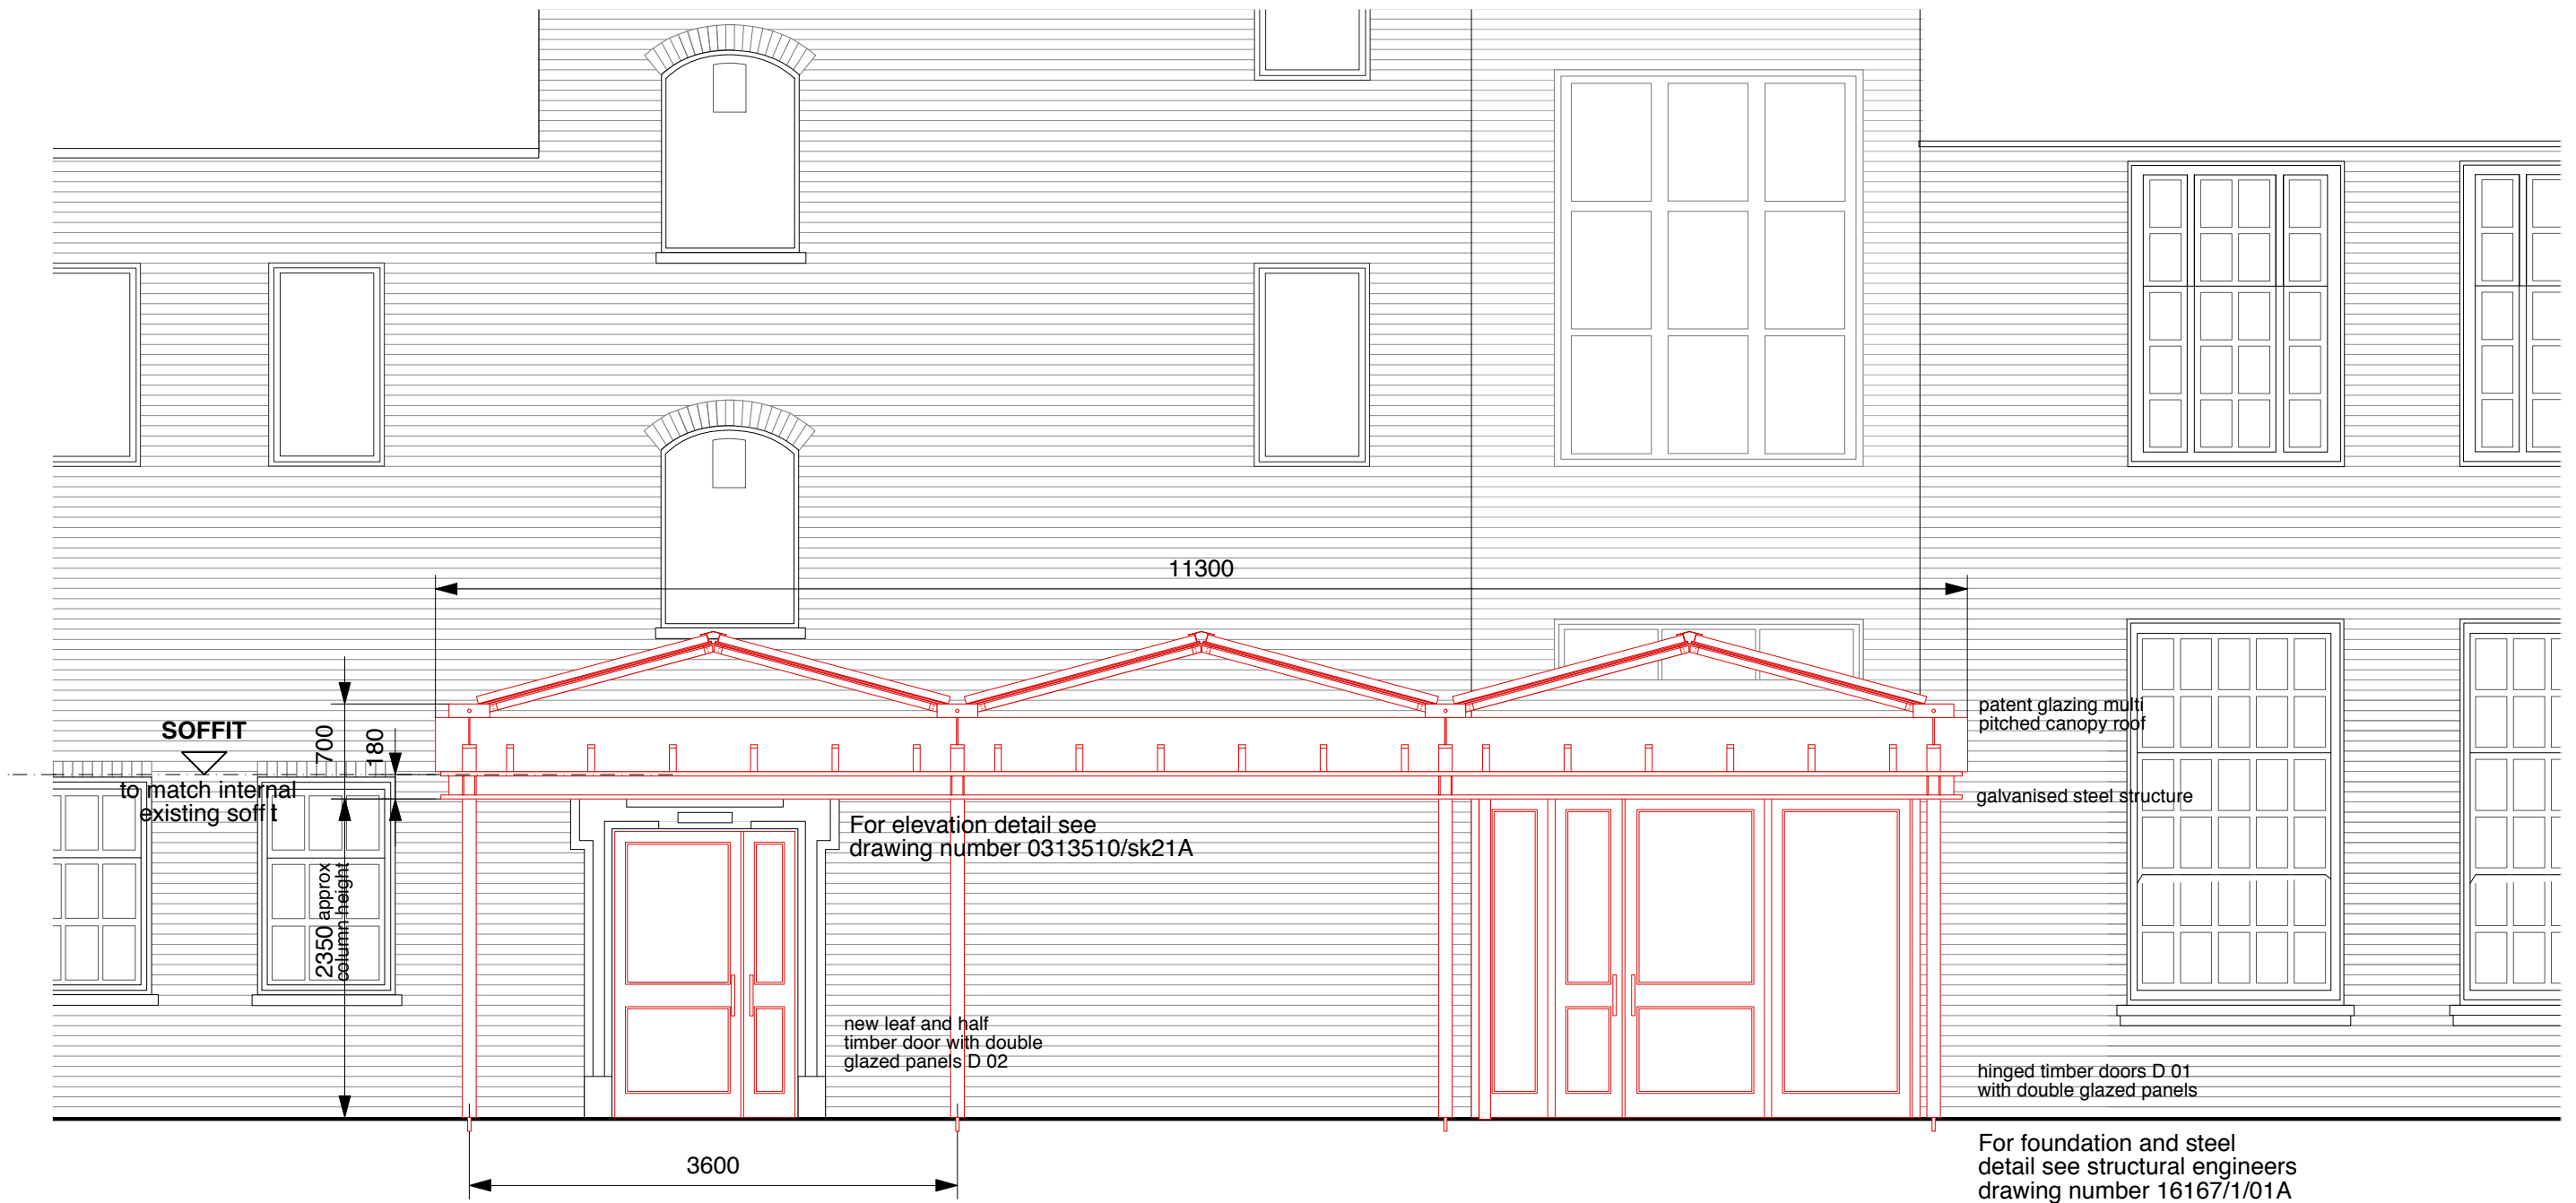 11300
SOFFIT
to match internal
existing soff t
700
180
2350 approx
column height
patent glazing multi
pitched canopy roof
galvanised steel structure
For elevation detail see
drawing number 0313510/sk21A
new leaf and half
timber door with double
glazed panels D 02
hinged timber doors D 01
with double glazed panels
3600
For foundation and steel
detail see structural engineers
drawing number 16167/1/01A